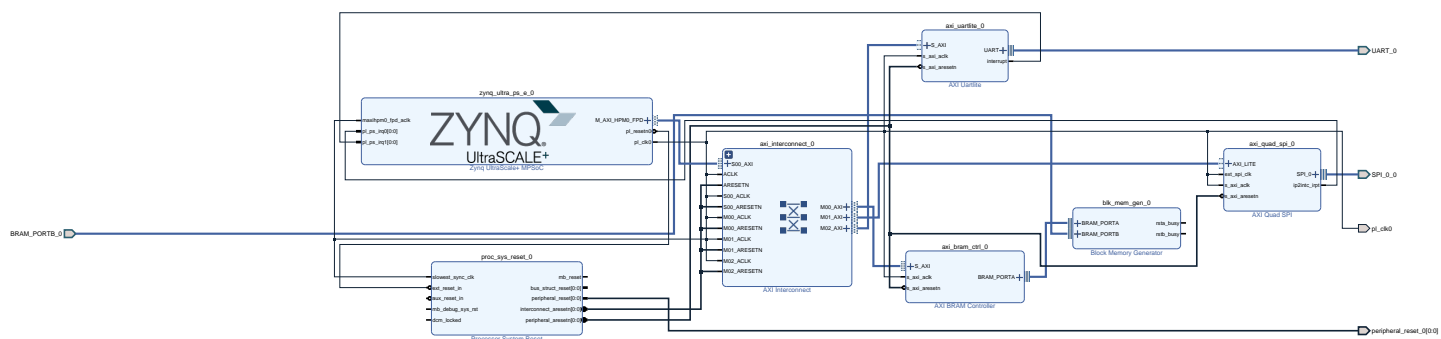 axi_uartlite_0
S_AXI
s_axi_aclk
s_axi_aresetn
UART
interrupt
AXI Uartlite
UART_0
zynq_ultra_ps_e_0
maxihpm0_fpd_aclk
pl_ps_irq0[0:0]
pl_ps_irq1[0:0]
ZYNQ
UltraSCALE+
M_AXI_HPM0_FPD
pl_resetn0
pl_clk0
Zynq UltraScale+ MPSoC
axi_interconnect_0
S00_AXI
ACLK
ARESETN
S00_ACLK
S00_ARESETN
M00_ACLK
M00_ARESETN
M01_ACLK
M01_ARESETN
M02_ACLK
M02_ARESETN
M00_AXI
M01_AXI
M02_AXI
AXI Interconnect
axi_quad_spi_0
AXI_LITE
ext_spi_clk
s_axi_aclk
s_axi_aresetn
SPI_0
ip2intc_irpt
AXI Quad SPI
SPI_0_0
blk_mem_gen_0
BRAM_PORTA
BRAM_PORTB
rsta_busy
rstb_busy
Block Memory Generator
pl_clk0
BRAM_PORTB_0
axi_bram_ctrl_0
S_AXI
s_axi_aclk
s_axi_aresetn
BRAM_PORTA
AXI BRAM Controller
proc_sys_reset_0
slowest_sync_clk
ext_reset_in
aux_reset_in
mb_debug_sys_rst
dcm_locked
mb_reset
bus_struct_reset[0:0]
peripheral_reset[0:0]
interconnect_aresetn[0:0]
peripheral_aresetn[0:0]
Processor System Reset
peripheral_reset_0[0:0]